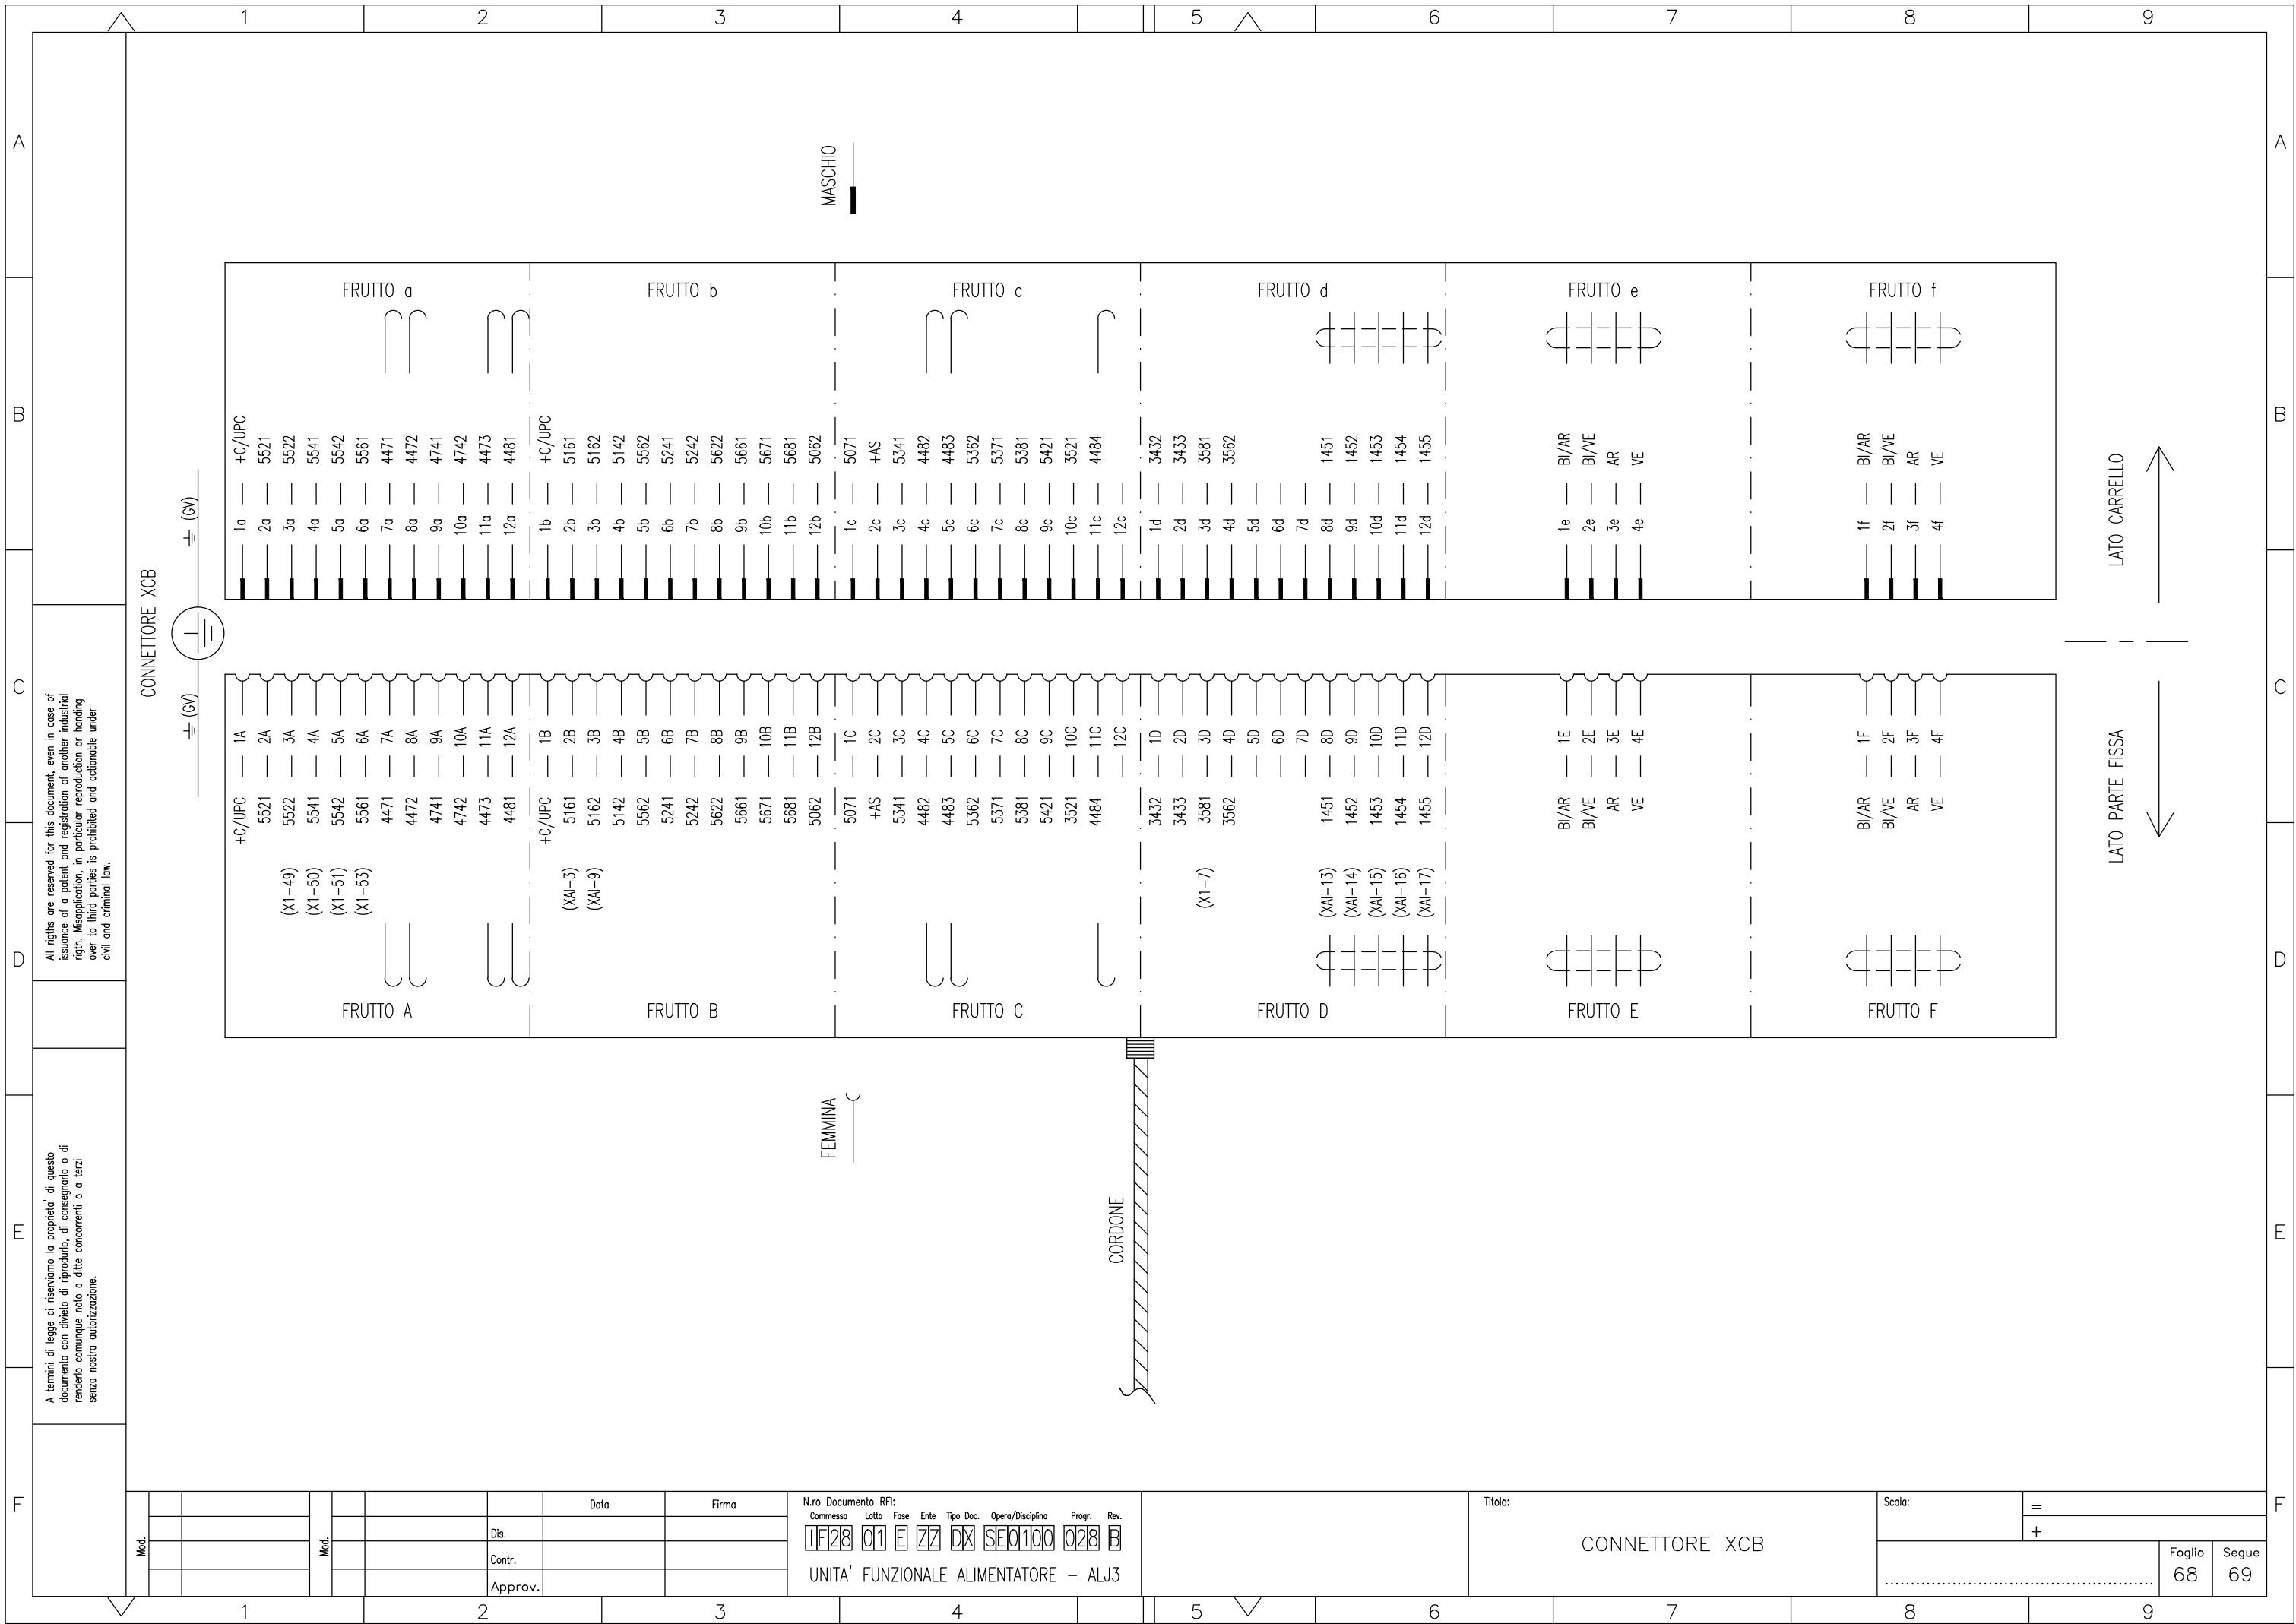 1 2 3 4 5 6 7 8 9
A
B
C
D
E
F
A
B
C
D
E
F
MASCHIO
CONNETTORE XCB
(GV)
(GV)
FRUTTO a FRUTTO b FRUTTO c FRUTTO d FRUTTO e FRUTTO f
+C/UPC 5521 5522 5541 5542 5561 4471 4472 4741 4742 4473 4481
1a 2a 3a 4a 5a 6a 7a 8a 9a 10a 11a 12a
+C/UPC 5161 5162 5142 5562 5241 5242 5622 5661 5671 5681 5062
1b 2b 3b 4b 5b 6b 7b 8b 9b 10b 11b 12b
5071 +AS 5341 4482 4483 5362 5371 5381 5421 3521 4484
1c 2c 3c 4c 5c 6c 7c 8c 9c 10c 11c 12c
3432 3433 3581 3562 1451 1452 1453 1454 1455
1d 2d 3d 4d 5d 6d 7d 8d 9d 10d 11d 12d
BI/AR BI/VE AR VE
1e 2e 3e 4e
BI/AR BI/VE AR VE
1f 2f 3f 4f
LATO CARRELLO
1A 2A 3A 4A 5A 6A 7A 8A 9A 10A 11A 12A
+C/UPC 5521 5522 5541 5542 5561 4471 4472 4741 4742 4473 4481
(X1-49) (X1-50) (X1-51) (X1-53)
1B 2B 3B 4B 5B 6B 7B 8B 9B 10B 11B 12B
+C/UPC 5161 5162 5142 5562 5241 5242 5622 5661 5671 5681 5062
(XAI-3) (XAI-9)
1C 2C 3C 4C 5C 6C 7C 8C 9C 10C 11C 12C
5071 +AS 5341 4482 4483 5362 5371 5381 5421 3521 4484
1D 2D 3D 4D 5D 6D 7D 8D 9D 10D 11D 12D
3432 3433 3581 3562 1451 1452 1453 1454 1455
(X1-7) (XAI-13) (XAI-14) (XAI-15) (XAI-16) (XAI-17)
1E 2E 3E 4E
BI/AR BI/VE AR VE
1F 2F 3F 4F
BI/AR BI/VE AR VE
LATO PARTE FISSA
FRUTTO A FRUTTO B FRUTTO C FRUTTO D FRUTTO E FRUTTO F
FEMMINA
CORDONE
All rigths are reserved for this document, even in case of
issuance of a patent and registration of another industrial
rigth. Misapplication, in particular reproduction or handing
over to third parties is prohibited and actionable under
civil and criminal law.
A termini di legge ci riserviamo la proprieta' di questo
documento con divieto di riprodurlo, di consegnarlo o di
renderlo comunque noto a ditte concorrenti o a terzi
senza nostra autorizzazione.
Mod.
Mod.
Data Firma
Dis.
Contr.
Approv.
N.ro Documento RFI:
Commessa Lotto Fase Ente Tipo Doc. Opera/Disciplina Progr. Rev.
IF28 01 E ZZ DX SE0100 028 B
UNITA' FUNZIONALE ALIMENTATORE - ALJ3
Titolo:
CONNETTORE XCB
Scala:
=
+
Foglio Segue
68 69
1 2 3 4 5 6 7 8 9